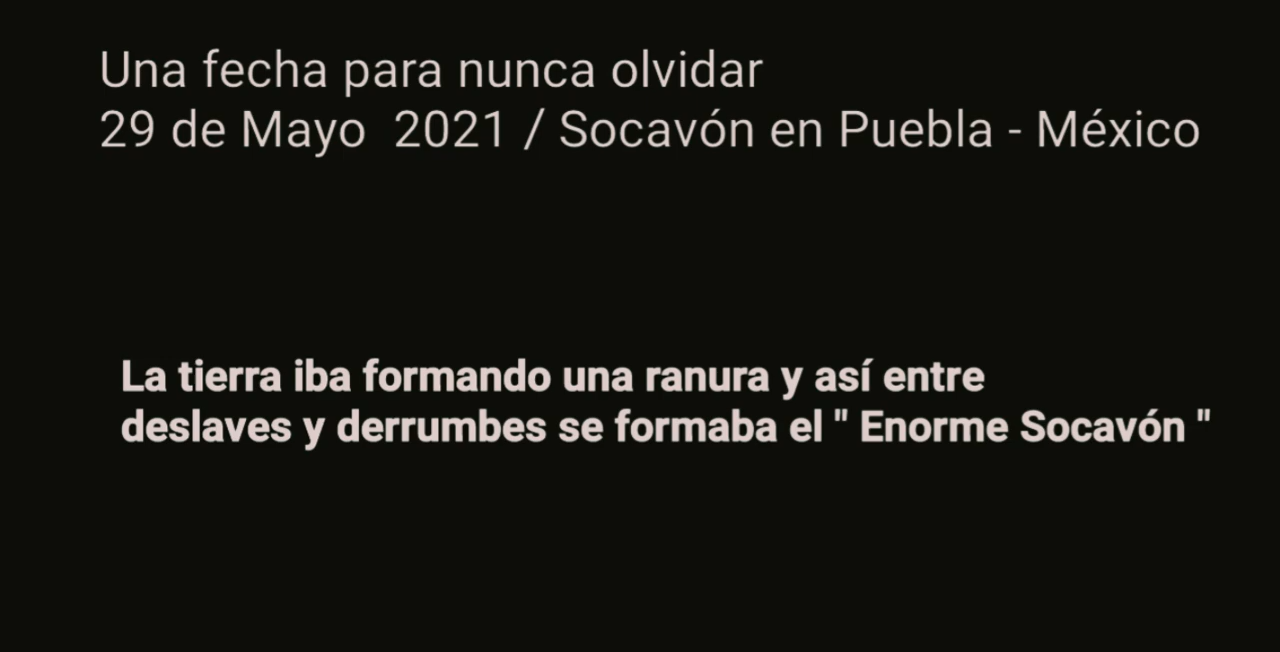 Una fecha para nunca olvidar
29 de Mayo  2021 / Socavón en Puebla - México
La tierra iba formando una ranura y así entre
deslaves y derrumbes se formaba el " Enorme Socavón "